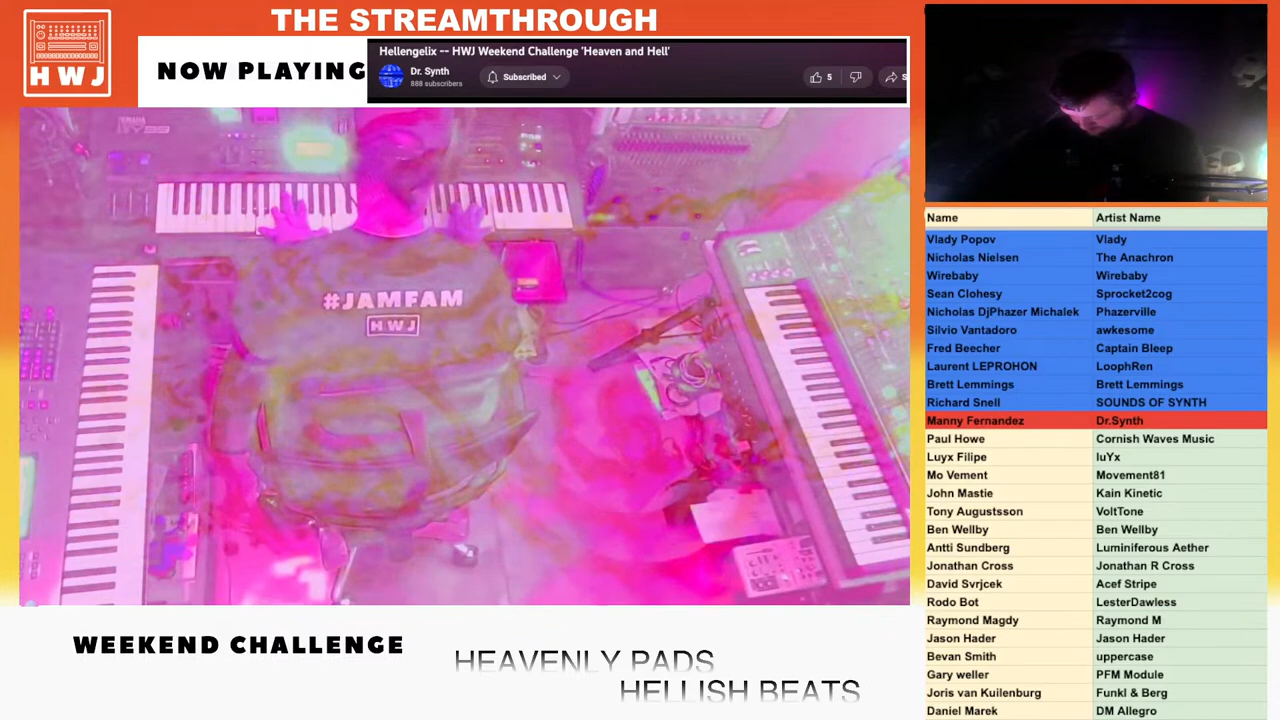 THE STREAMTHROUGH
HWJ
NOW PLAYING
Hellengelix -- HWJ Weekend Challenge 'Heaven and Hell'
Dr. Synth
888 subscribers
Subscribed
5
S
YAMAHA
#JAMFAM
HWJ
WEEKEND CHALLENGE
HEAVENLY PADS
HELLISH BEATS
Name Artist Name
Vlady Popov Vlady
Nicholas Nielsen The Anachron
Wirebaby Wirebaby
Sean Clohesy Sprocket2cog
Nicholas DjPhazer Michalek Phazerville
Silvio Vantadoro awkesome
Fred Beecher Captain Bleep
Laurent LEPROHON LoophRen
Brett Lemmings Brett Lemmings
Richard Snell SOUNDS OF SYNTH
Manny Fernandez Dr.Synth
Paul Howe Cornish Waves Music
Luyx Filipe luYx
Mo Vement Movement81
John Mastie Kain Kinetic
Tony Augustsson VoltTone
Ben Wellby Ben Wellby
Antti Sundberg Luminiferous Aether
Jonathan Cross Jonathan R Cross
David Svrjcek Acef Stripe
Rodo Bot LesterDawless
Raymond Magdy Raymond M
Jason Hader Jason Hader
Bevan Smith uppercase
Gary weller PFM Module
Joris van Kuilenburg Funkl & Berg
Daniel Marek DM Allegro